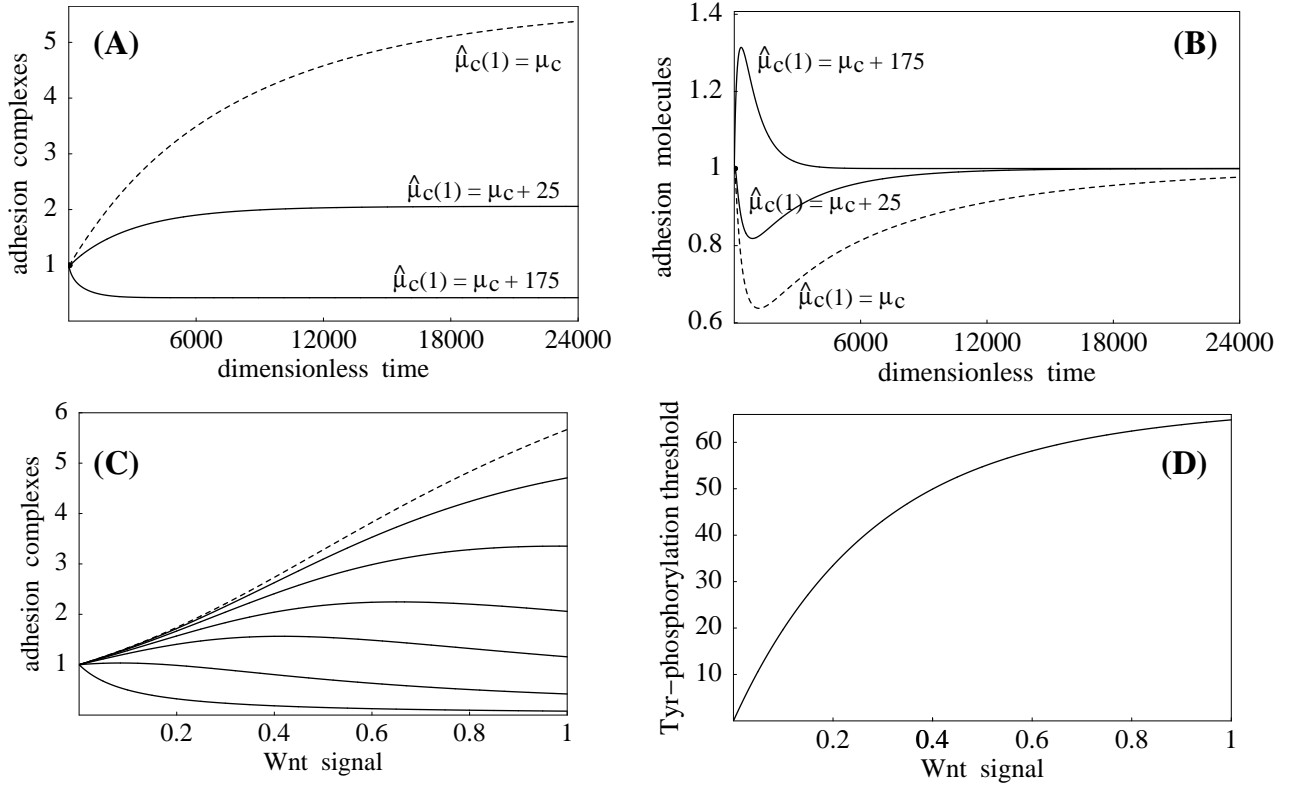 (A)
adhesion complexes
5
4
3
2
1
μ̂c(1) = μc
μ̂c(1) = μc + 25
μ̂c(1) = μc + 175
6000 12000 18000 24000
dimensionless time
(B)
adhesion molecules
1.4
1.2
1
0.8
0.6
μ̂c(1) = μc + 175
μ̂c(1) = μc + 25
μ̂c(1) = μc
6000 12000 18000 24000
dimensionless time
(C)
adhesion complexes
6
5
4
3
2
1
0.2 0.4 0.6 0.8 1
Wnt signal
(D)
Tyr−phosphorylation threshold
60
50
40
30
20
10
0.2 0.4 0.6 0.8 1
Wnt signal